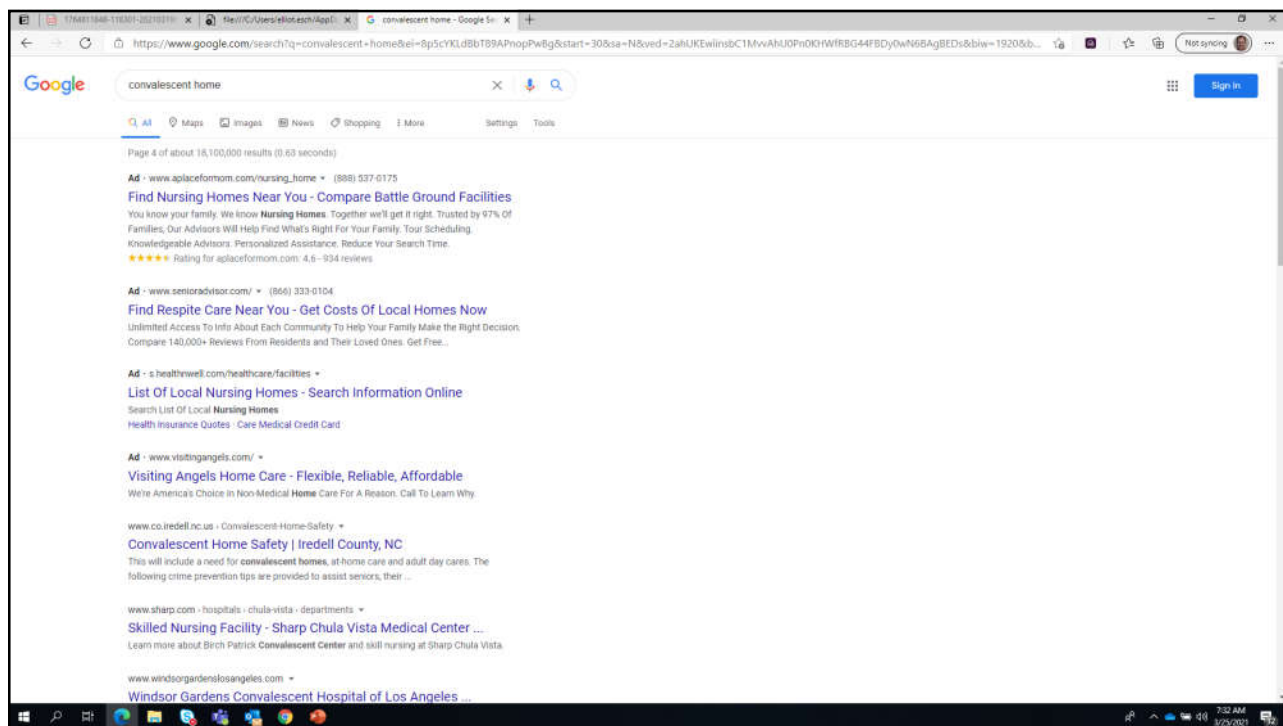 1764811648-118301-20210319
file:///C:/Users/elliot.esch/AppD
convalescent home - Google Se
https://www.google.com/search?q=convalescent+home&ei=
Not syncing
Google
convalescent home
Sign in
All Maps Images News Shopping More Settings Tools
Page 4 of about 18,100,000 results (0.63 seconds)
Ad · www.aplaceformom.com/nursing_home (888) 537-0175
Find Nursing Homes Near You - Compare Battle Ground Facilities
You know your family. We know Nursing Homes. Together we'll get it right. Trusted by 97% Of
Families, Our Advisors Will Help Find What's Right For Your Family. Tour Scheduling.
Knowledgeable Advisors. Personalized Assistance. Reduce Your Search Time.
Rating for aplaceformom.com: 4.6 - 934 reviews
Ad · www.senioradvisor.com/ (866) 333-0104
Find Respite Care Near You - Get Costs Of Local Homes Now
Unlimited Access To Info About Each Community To Help Your Family Make the Right Decision.
Compare 140,000+ Reviews From Residents and Their Loved Ones. Get Free...
Ad · s.healthnwell.com/healthcare/facilities
List Of Local Nursing Homes - Search Information Online
Search List Of Local Nursing Homes
Health Insurance Quotes · Care Medical Credit Card
Ad · www.visitingangels.com/
Visiting Angels Home Care - Flexible, Reliable, Affordable
We're America's Choice In Non-Medical Home Care For A Reason. Call To Learn Why.
www.co.iredell.nc.us › Convalescent-Home-Safety
Convalescent Home Safety | Iredell County, NC
This will include a need for convalescent homes, at-home care and adult day cares. The
following crime prevention tips are provided to assist seniors, their ...
www.sharp.com › hospitals › chula-vista › departments
Skilled Nursing Facility - Sharp Chula Vista Medical Center ...
Learn more about Birch Patrick Convalescent Center and skill nursing at Sharp Chula Vista.
www.windsorgardenslosangeles.com
Windsor Gardens Convalescent Hospital of Los Angeles ...
7:32 AM
3/25/2021